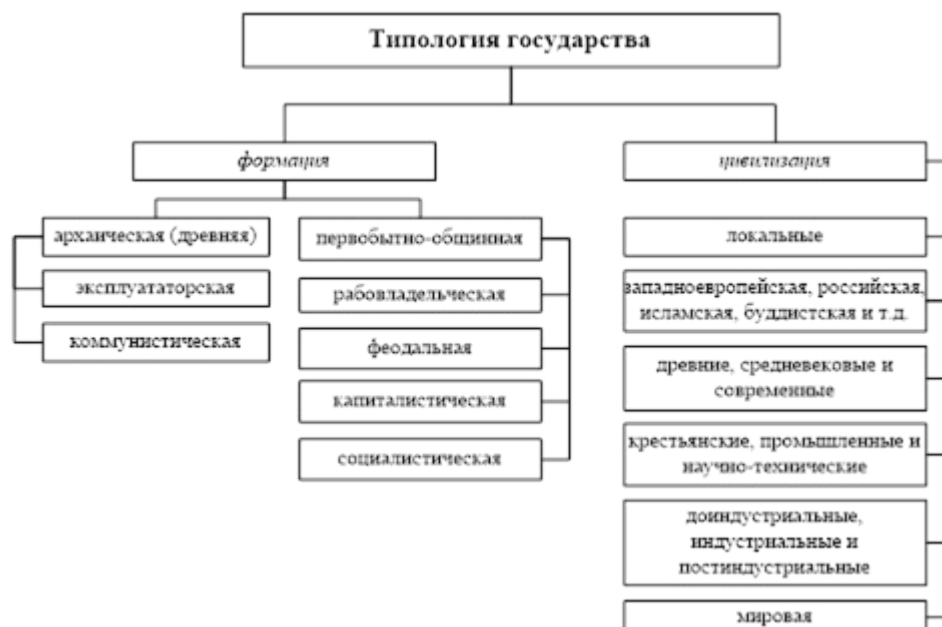 Типология государства
формация
цивилизация
архаическая (древняя)
эксплуататорская
коммунистическая
первобытно-общинная
рабовладельческая
феодальная
капиталистическая
социалистическая
локальные
западноевропейская, российская,
исламская, буддистская и т.д.
древние, средневековые и
современные
крестьянские, промышленные и
научно-технические
доиндустриальные,
индустриальные и
постиндустриальные
мировая